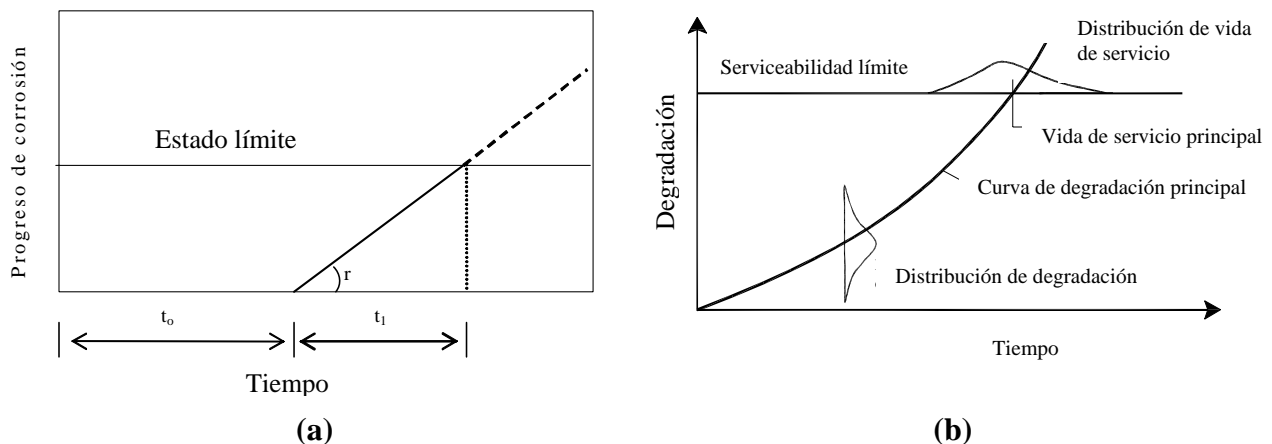 Progreso de corrosión
Estado límite
r
to
t1
Tiempo
(a)
Degradación
Serviceabilidad límite
Distribución de vida
de servicio
Vida de servicio principal
Curva de degradación principal
Distribución de degradación
Tiempo
(b)